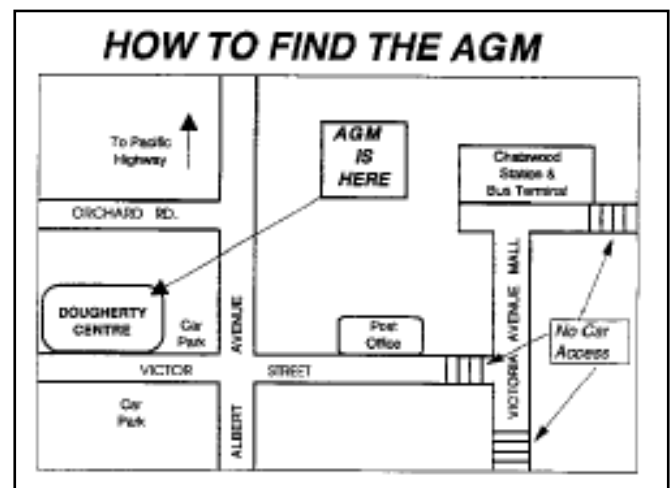 HOW TO FIND THE AGM
To Pacific
Highway
AGM
IS
HERE
Chatswood
Station &
Bus Terminal
ORCHARD RD.
DOUGHERTY
CENTRE
Car
Park
AVENUE
Post
Office
VICTORIA AVENUE MALL
No Car
Access
VICTOR STREET
Car
Park
ALBERT